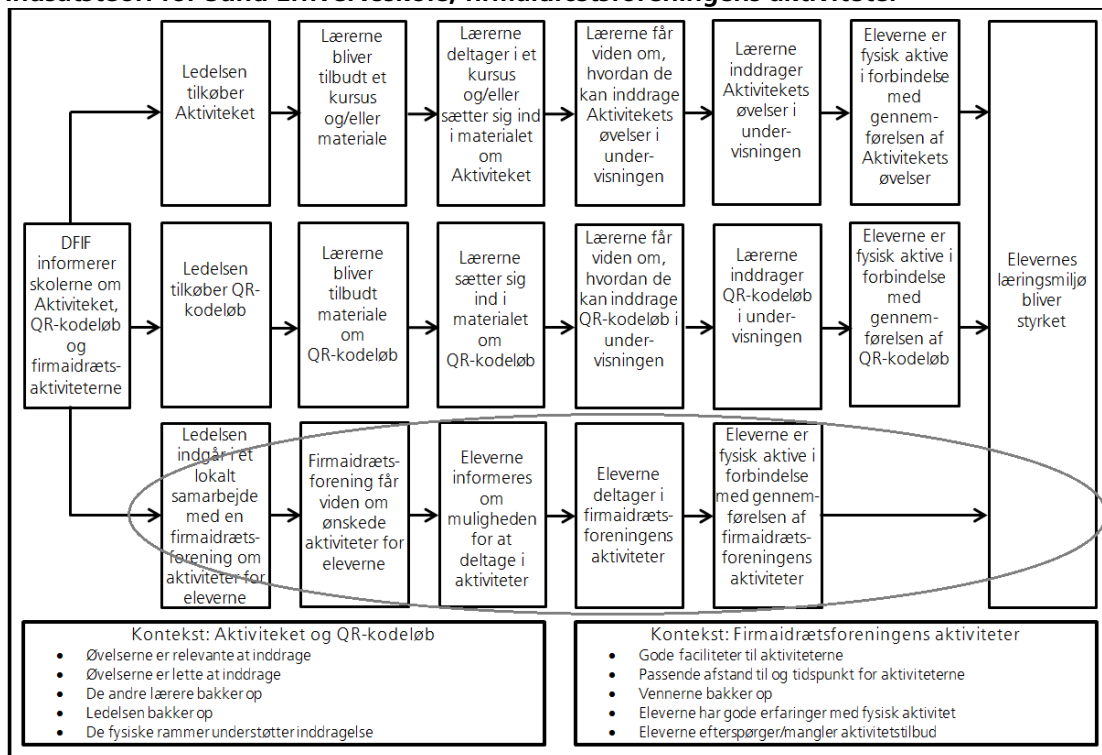 Indsatsteori for Sund Erhvervsskole, firmaidrætsforeningens aktiviteter
Ledelsen
tilkøber
Aktiviteket
Lærerne
bliver
tilbudt et
kursus
og/eller
materiale
Lærerne
deltager i et
kursus
og/eller
sætter sig ind
i materialet
om
Aktiviteket
Lærerne får
viden om,
hvordan de
kan inddrage
Aktivitekets
øvelser i
under-
visningen
Lærerne
inddrager
Aktivitekets
øvelser i
under-
visningen
Eleverne er
fysisk aktive
i forbindelse
med
gennem-
førelsen af
Aktivitekets
øvelser
DFIF
informerer
skolerne om
Aktiviteket,
QR-kodeløb
og
firmaidræts-
aktiviteterne
Ledelsen
tilkøber QR-
kodeløb
Lærerne
bliver
tilbudt
materiale
om
QR-kodeløb
Lærerne
sætter sig
ind i
materialet
om
QR-kodeløb
Lærerne får
viden om,
hvordan de
kan inddrage
QR-kodeløb i
under-
visningen
Lærerne
inddrager
QR-kodeløb
i under-
visningen
Eleverne er
fysisk aktive i
forbindelse
med
gennem-
førelsen af
QR-kodeløb
Elevernes
læringsmiljø
bliver
styrket
Ledelsen
indgår i et
lokalt
samarbejde
med en
firmaidræts-
forening om
aktiviteter for
eleverne
Firmaidræts-
forening får
viden om
ønskede
aktiviteter for
eleverne
Eleverne
informeres
om
muligheden
for at
deltage i
aktiviteter
Eleverne
deltager i
firmaidræts-
foreningens
aktiviteter
Eleverne er
fysisk aktive i
forbindelse
med gennem-
førelsen af
firmaidræts-
foreningens
aktiviteter
Kontekst: Aktiviteket og QR-kodeløb
• Øvelserne er relevante at inddrage
• Øvelserne er lette at inddrage
• De andre lærere bakker op
• Ledelsen bakker op
• De fysiske rammer understøtter inddragelse
Kontekst: Firmaidrætsforeningens aktiviteter
• Gode faciliteter til aktiviteterne
• Passende afstand til og tidspunkt for aktiviteterne
• Vennerne bakker op
• Eleverne har gode erfaringer med fysisk aktivitet
• Eleverne efterspørger/mangler aktivitetstilbud